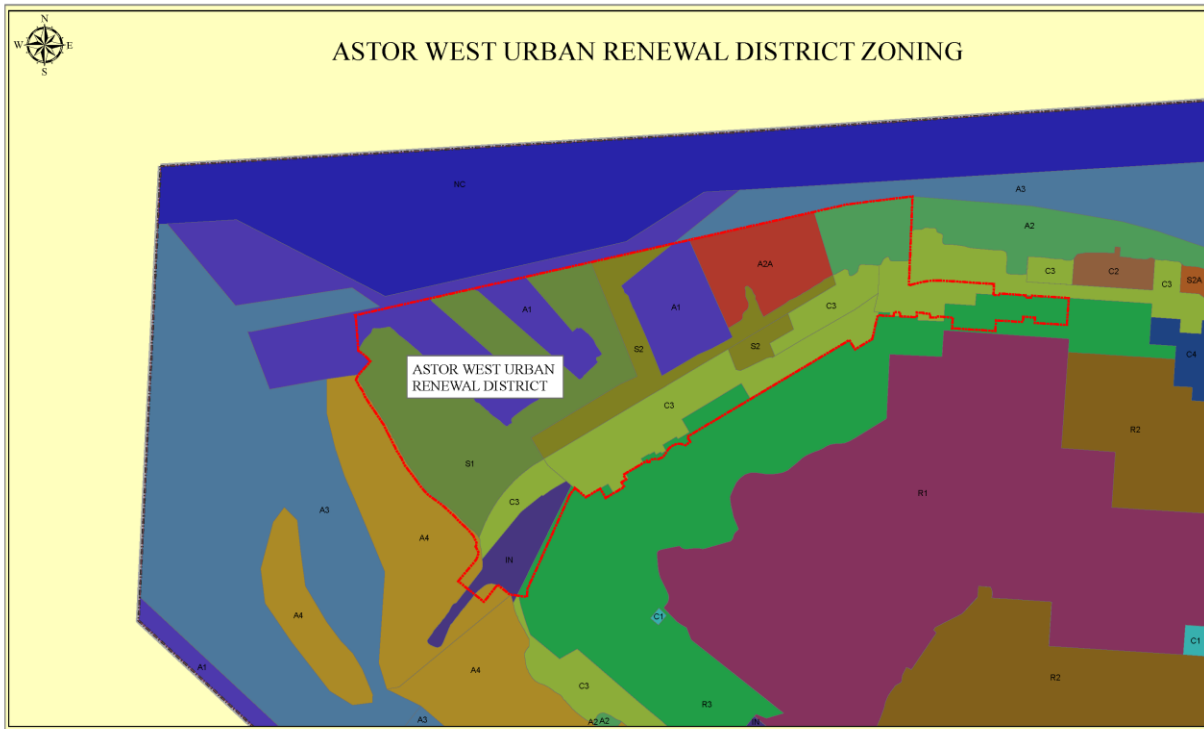 N
W E
S
ASTOR WEST URBAN RENEWAL DISTRICT ZONING
NC
A3
A2
A2A
C3
C2
C3
S2A
A1
A1
C3
S2
S2
C4
ASTOR WEST URBAN
RENEWAL DISTRICT
C3
R2
S1
R1
C3
A3
A4
IN
A4
C1
C1
A1
A4
R2
C3
R3
A3
A2
A2
IN